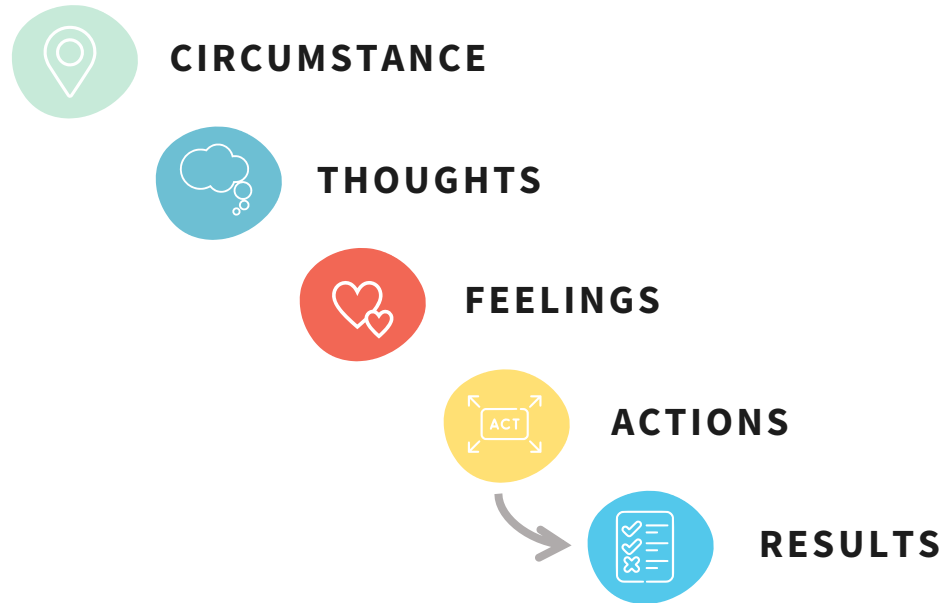 CIRCUMSTANCE
THOUGHTS
FEELINGS
ACT
ACTIONS
RESULTS